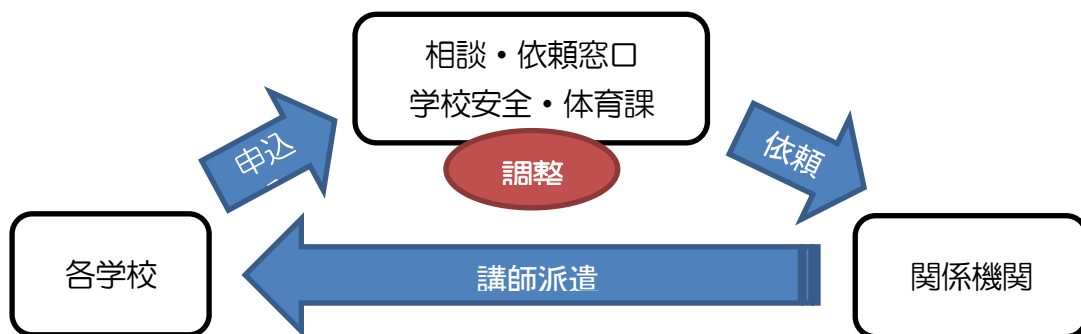 相談・依頼窓口
学校安全・体育課
調整
申込
依頼
各学校
講師派遣
関係機関